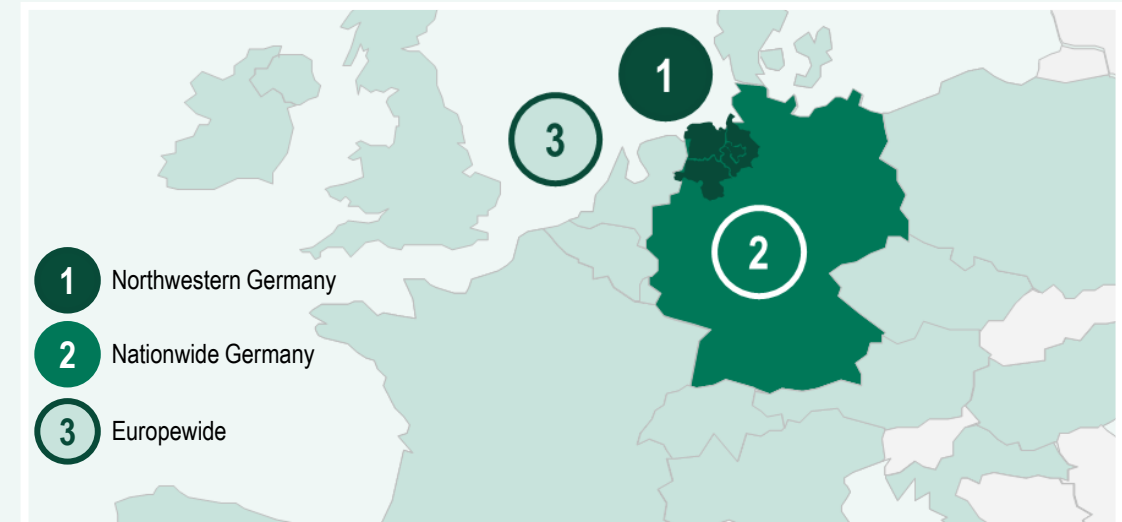 1
3
2
1 Northwestern Germany
2 Nationwide Germany
3 Europewide